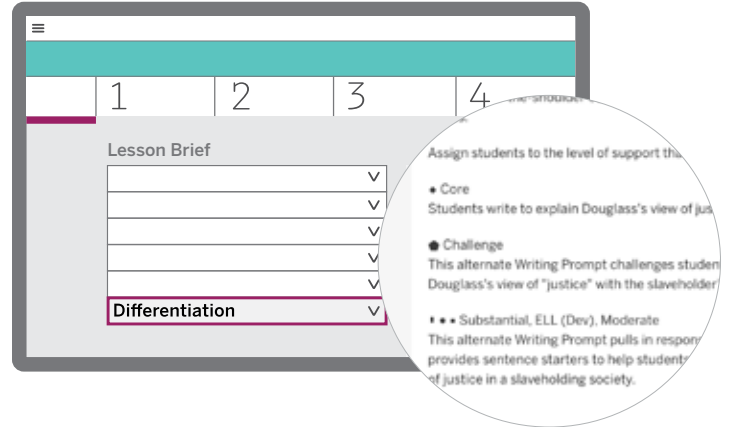 1 2 3 4
Lesson Brief
Differentiation
the-shoulder
Assign students to the level of support
Core
Students write to explain Douglass's view of
Challenge
This alternate Writing Prompt challenges
Douglass's view of "justice" with the slaveholder
Substantial, ELL (Dev), Moderate
This alternate Writing Prompt pulls in
provides sentence starters to help students
of justice in a slaveholding society.